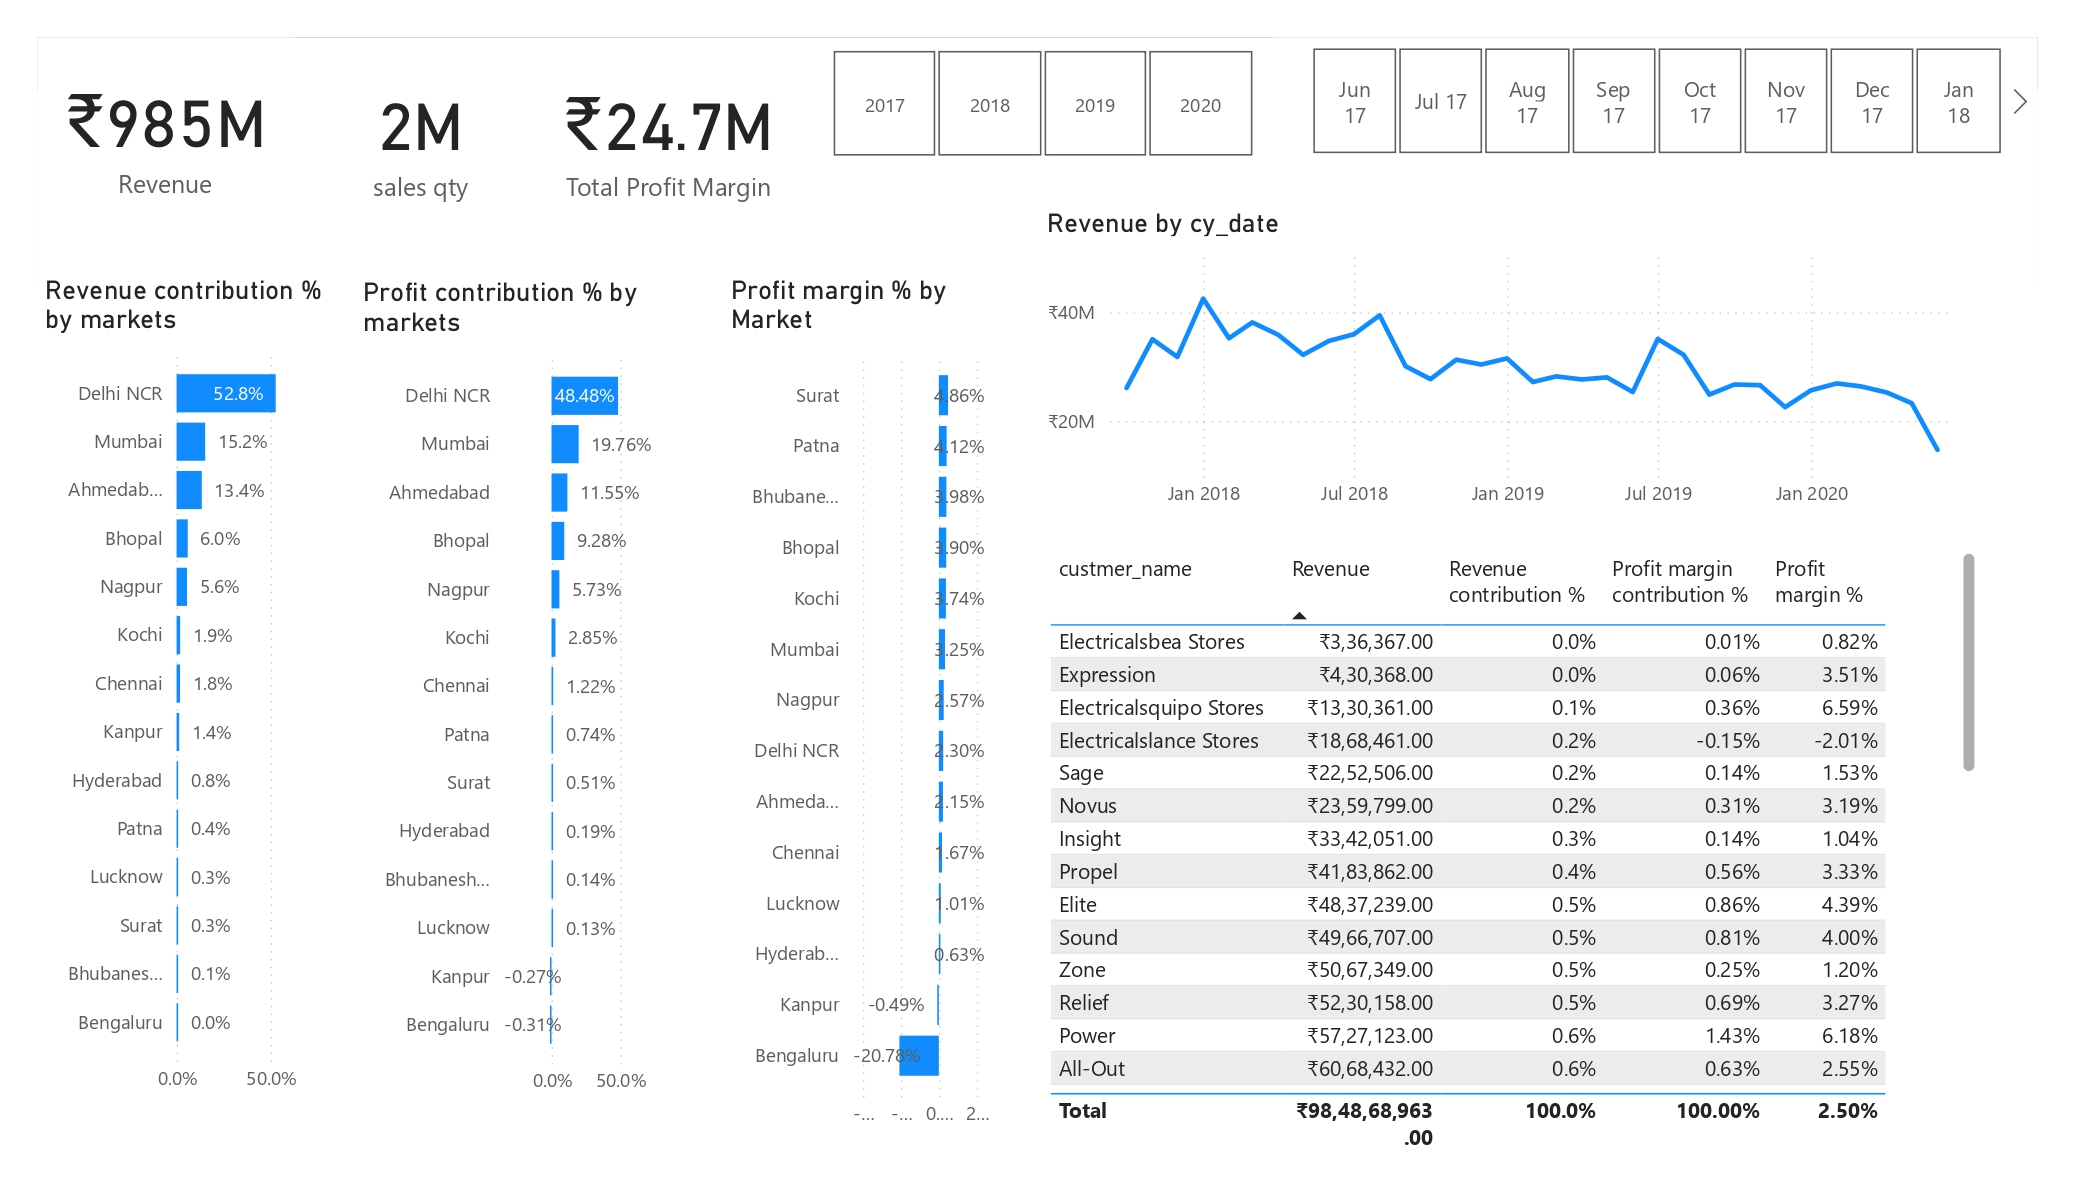 ₹985M
Revenue
2M
sales qty
₹24.7M
Total Profit Margin
2017
2018
2019
2020
Jun
17
Jul 17
Aug
17
Sep
17
Oct
17
Nov
17
Dec
17
Jan
18
Revenue contribution %
by markets
Delhi NCR 52.8%
Mumbai 15.2%
Ahmedab... 13.4%
Bhopal 6.0%
Nagpur 5.6%
Kochi 1.9%
Chennai 1.8%
Kanpur 1.4%
Hyderabad 0.8%
Patna 0.4%
Lucknow 0.3%
Surat 0.3%
Bhubanes... 0.1%
Bengaluru 0.0%
0.0% 50.0%
Profit contribution % by
markets
Delhi NCR 48.48%
Mumbai 19.76%
Ahmedabad 11.55%
Bhopal 9.28%
Nagpur 5.73%
Kochi 2.85%
Chennai 1.22%
Patna 0.74%
Surat 0.51%
Hyderabad 0.19%
Bhubanesh... 0.14%
Lucknow 0.13%
Kanpur -0.27%
Bengaluru -0.31%
0.0% 50.0%
Profit margin % by
Market
Surat 4.86%
Patna 4.12%
Bhubane... 3.98%
Bhopal 3.90%
Kochi 3.74%
Mumbai 3.25%
Nagpur 2.57%
Delhi NCR 2.30%
Ahmeda... 2.15%
Chennai 1.67%
Lucknow 1.01%
Hyderab... 0.63%
Kanpur -0.49%
Bengaluru -20.78%
-... -... 0.... 2...
Revenue by cy_date
₹40M
₹20M
Jan 2018 Jul 2018 Jan 2019 Jul 2019 Jan 2020
custmer_name Revenue Revenue contribution % Profit margin contribution % Profit margin %
Electricalsbea Stores ₹3,36,367.00 0.0% 0.01% 0.82%
Expression ₹4,30,368.00 0.0% 0.06% 3.51%
Electricalsquipo Stores ₹13,30,361.00 0.1% 0.36% 6.59%
Electricalslance Stores ₹18,68,461.00 0.2% -0.15% -2.01%
Sage ₹22,52,506.00 0.2% 0.14% 1.53%
Novus ₹23,59,799.00 0.2% 0.31% 3.19%
Insight ₹33,42,051.00 0.3% 0.14% 1.04%
Propel ₹41,83,862.00 0.4% 0.56% 3.33%
Elite ₹48,37,239.00 0.5% 0.86% 4.39%
Sound ₹49,66,707.00 0.5% 0.81% 4.00%
Zone ₹50,67,349.00 0.5% 0.25% 1.20%
Relief ₹52,30,158.00 0.5% 0.69% 3.27%
Power ₹57,27,123.00 0.6% 1.43% 6.18%
All-Out ₹60,68,432.00 0.6% 0.63% 2.55%
Total ₹98,48,68,963 100.0% 100.00% 2.50%
.00